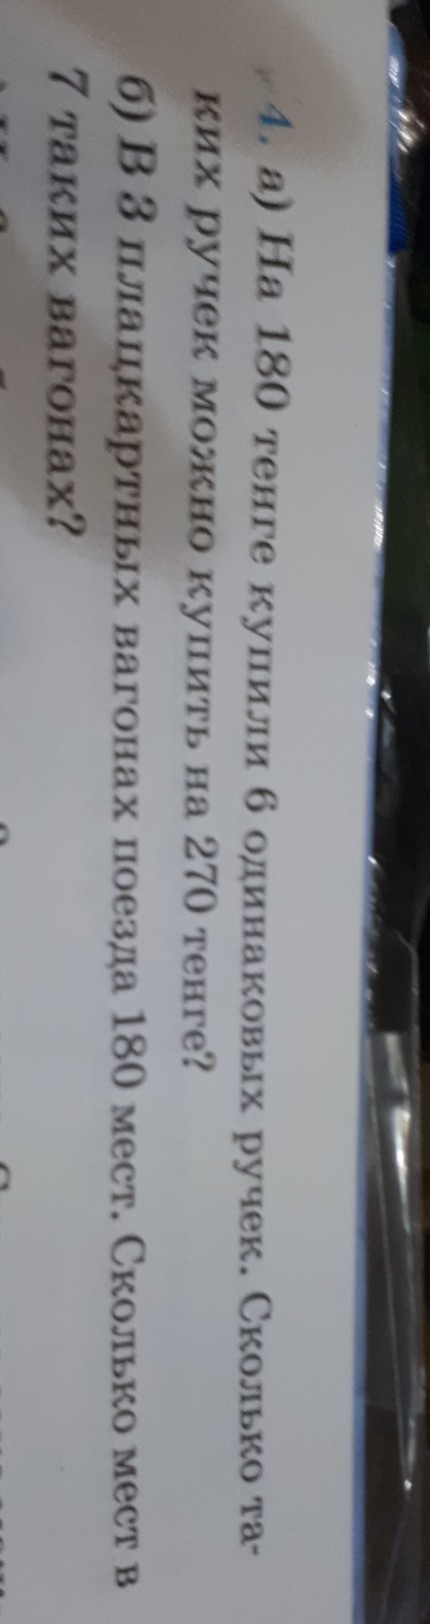 4. а) На 180 тенге купили 6 одинаковых ручек. Сколько та-
ких ручек можно купить на 270 тенге?
б) В 3 плацкартных вагонах поезда 180 мест. Сколько мест в
7 таких вагонах?